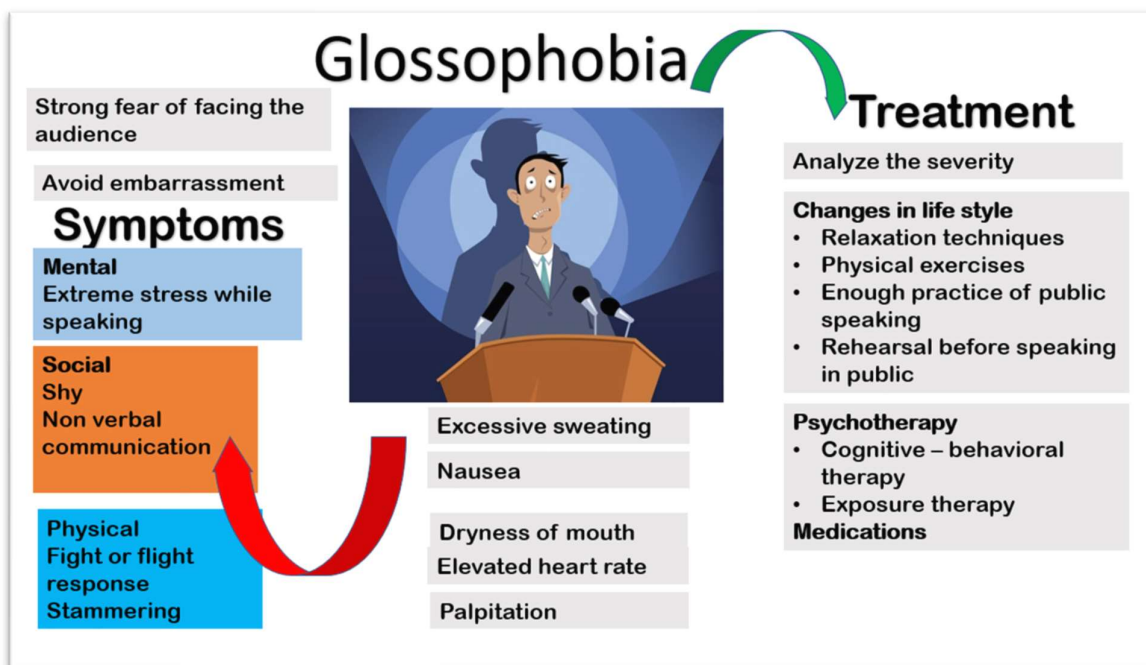 Glossophobia
Strong fear of facing the
audience
Avoid embarrassment
Symptoms
Mental
Extreme stress while
speaking
Social
Shy
Non verbal
communication
Physical
Fight or flight
response
Stammering
Excessive sweating
Nausea
Dryness of mouth
Elevated heart rate
Palpitation
Treatment
Analyze the severity
Changes in life style
• Relaxation techniques
• Physical exercises
• Enough practice of public
speaking
• Rehearsal before speaking
in public
Psychotherapy
• Cognitive – behavioral
therapy
• Exposure therapy
Medications